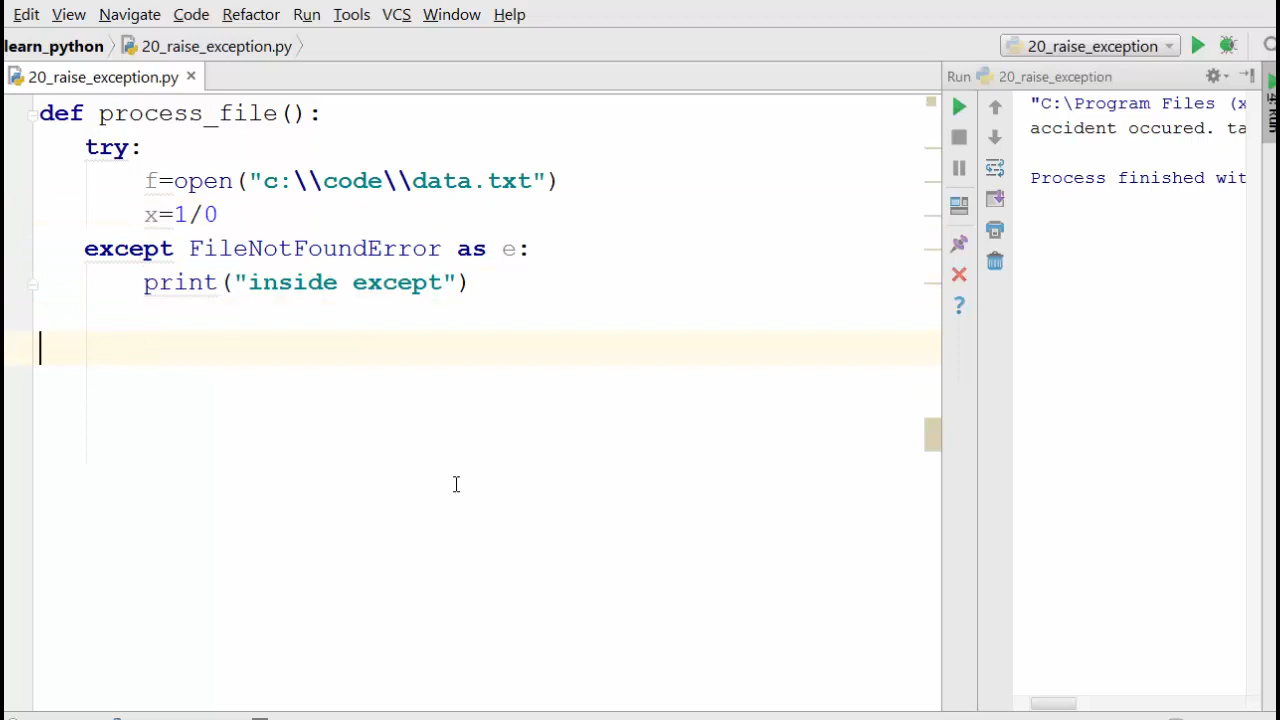 Edit View Navigate Code Refactor Run Tools VCS Window Help
learn_python 20_raise_exception.py 20_raise_exception
20_raise_exception.py × Run 20_raise_exception
def process_file():
try:
f=open("c:\\code\\data.txt")
x=1/0
except FileNotFoundError as e:
print("inside except")
"C:\Program Files (x
accident occured. ta
Process finished wit
4: Run